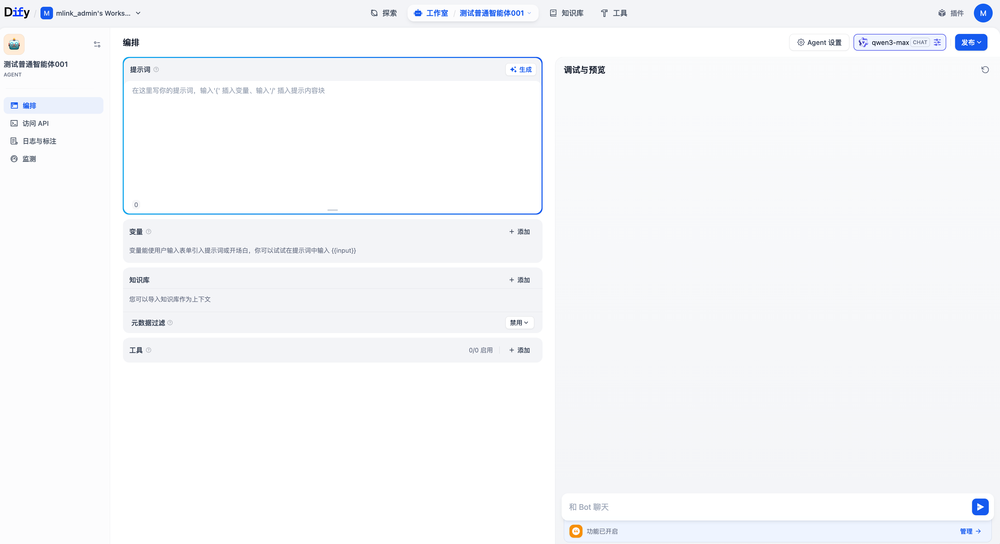 Dify / M mlink_admin's Works...
探索
工作室 / 测试普通智能体001
知识库
工具
插件
M
测试普通智能体001
AGENT
编排
访问 API
日志与标注
监测
编排
Agent 设置
qwen3-max CHAT
发布
提示词
生成
在这里写你的提示词，输入'{' 插入变量、输入'/' 插入提示内容块
0
变量
+ 添加
变量能使用户输入表单引入提示词或开场白，你可以试试在提示词中输入 {{input}}
知识库
+ 添加
您可以导入知识库作为上下文
元数据过滤
禁用
工具
0/0 启用
+ 添加
调试与预览
和 Bot 聊天
功能已开启
管理 →